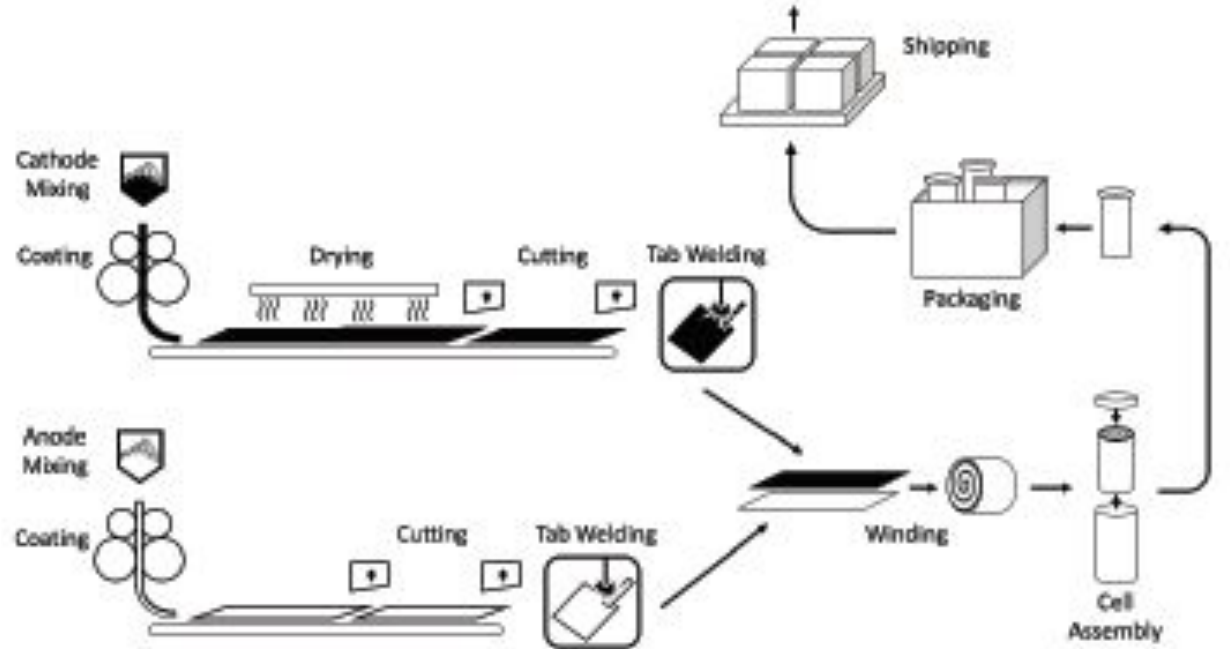 Shipping
Cathode
Mixing
Coating
Drying
Cutting
Tab Welding
Packaging
Anode
Mixing
Coating
Cutting
Tab Welding
Winding
Cell
Assembly